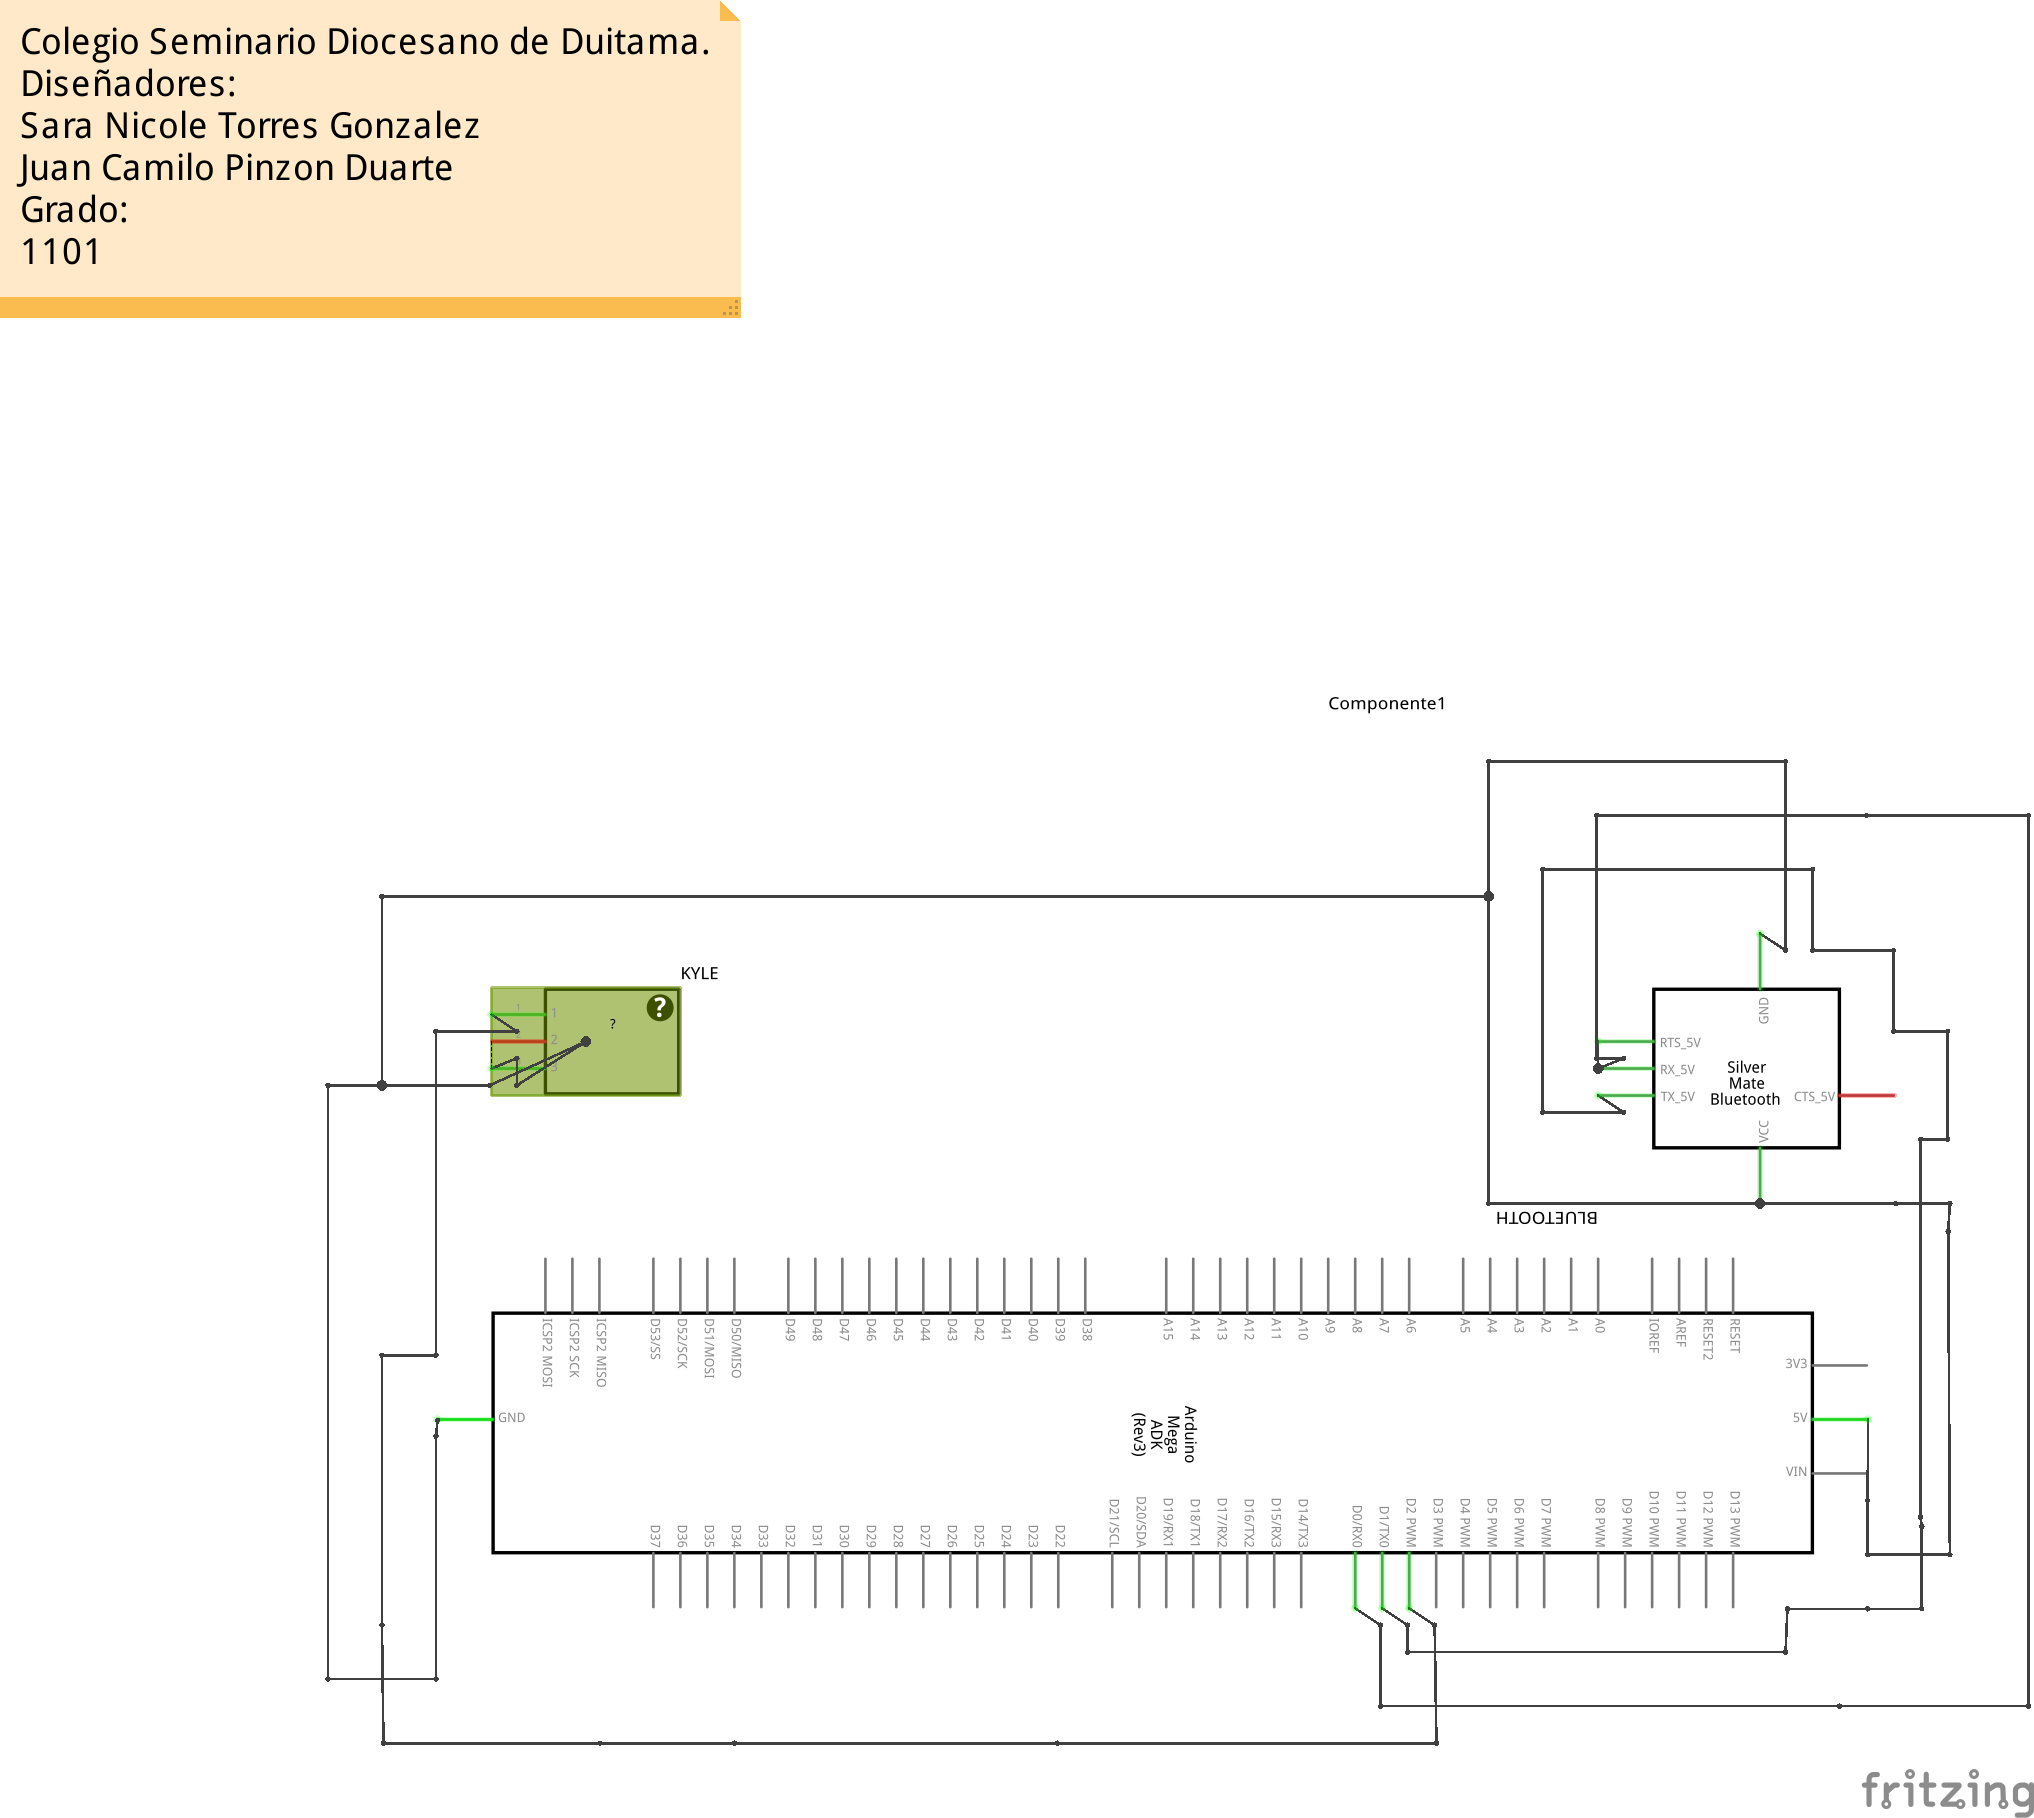 Colegio Seminario Diocesano de Duitama.
Diseñadores:
Sara Nicole Torres Gonzalez
Juan Camilo Pinzon Duarte
Grado:
1101
Componente1
KYLE
?
?
1
1
2
3
GND
RTS_5V
RX_5V
TX_5V
CTS_5V
VCC
Silver
Mate
Bluetooth
BLUETOOTH
ICSP2 MOSI
ICSP2 SCK
ICSP2 MISO
D53/SS
D52/SCK
D51/MOSI
D50/MISO
D49
D48
D47
D46
D45
D44
D43
D42
D41
D40
D39
D38
A15
A14
A13
A12
A11
A10
A9
A8
A7
A6
A5
A4
A3
A2
A1
A0
IOREF
AREF
RESET2
RESET
3V3
5V
VIN
GND
Arduino
Mega
ADK
(Rev3)
D37
D36
D35
D34
D33
D32
D31
D30
D29
D28
D27
D26
D25
D24
D23
D22
D21/SCL
D20/SDA
D19/RX1
D18/TX1
D17/RX2
D16/TX2
D15/RX3
D14/TX3
D0/RX0
D1/TX0
D2 PWM
D3 PWM
D4 PWM
D5 PWM
D6 PWM
D7 PWM
D8 PWM
D9 PWM
D10 PWM
D11 PWM
D12 PWM
D13 PWM
fritzing